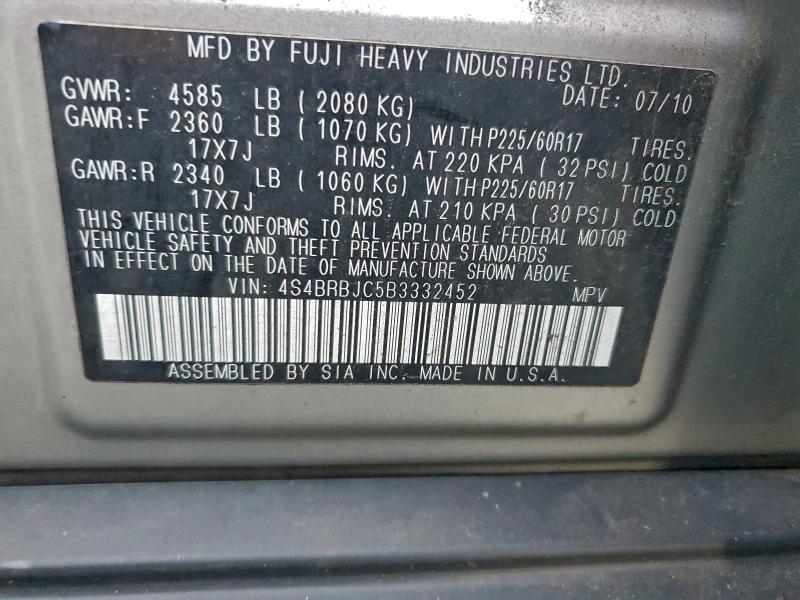 MFD BY FUJI HEAVY INDUSTRIES LTD.
GVWR: 4585 LB ( 2080 KG) DATE: 07/10
GAWR:F 2360 LB ( 1070 KG) WITH P225/60R17 TIRES.
17X7J RIMS. AT 220 KPA ( 32 PSI) COLD
GAWR:R 2340 LB ( 1060 KG) WITH P225/60R17 TIRES.
17X7J RIMS. AT 210 KPA ( 30 PSI) COLD
THIS VEHICLE CONFORMS TO ALL APPLICABLE FEDERAL MOTOR
VEHICLE SAFETY AND THEFT PREVENTION STANDARDS
IN EFFECT ON THE DATE OF MANUFACTURE SHOWN ABOVE.
VIN: 4S4BRBJC5B3332452 MPV
ASSEMBLED BY SIA INC. MADE IN U.S.A.